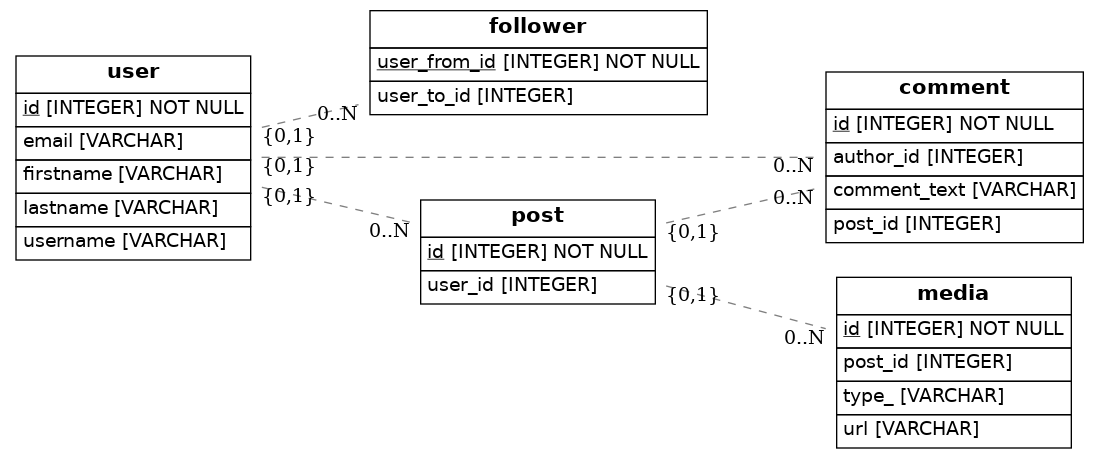 user
id [INTEGER] NOT NULL
email [VARCHAR]
firstname [VARCHAR]
lastname [VARCHAR]
username [VARCHAR]
follower
user_from_id [INTEGER] NOT NULL
user_to_id [INTEGER]
0..N
{0,1}
{0,1}
0..N
{0,1}
0..N
post
id [INTEGER] NOT NULL
user_id [INTEGER]
0..N
{0,1}
{0,1}
0..N
comment
id [INTEGER] NOT NULL
author_id [INTEGER]
comment_text [VARCHAR]
post_id [INTEGER]
media
id [INTEGER] NOT NULL
post_id [INTEGER]
type_ [VARCHAR]
url [VARCHAR]